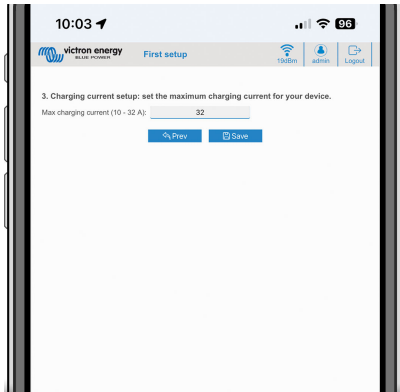 10:03
96
victron energy
BLUE POWER
First setup
19dBm
admin
Logout
3. Charging current setup: set the maximum charging current for your device.
Max charging current (10 - 32 A):
32
Prev
Save